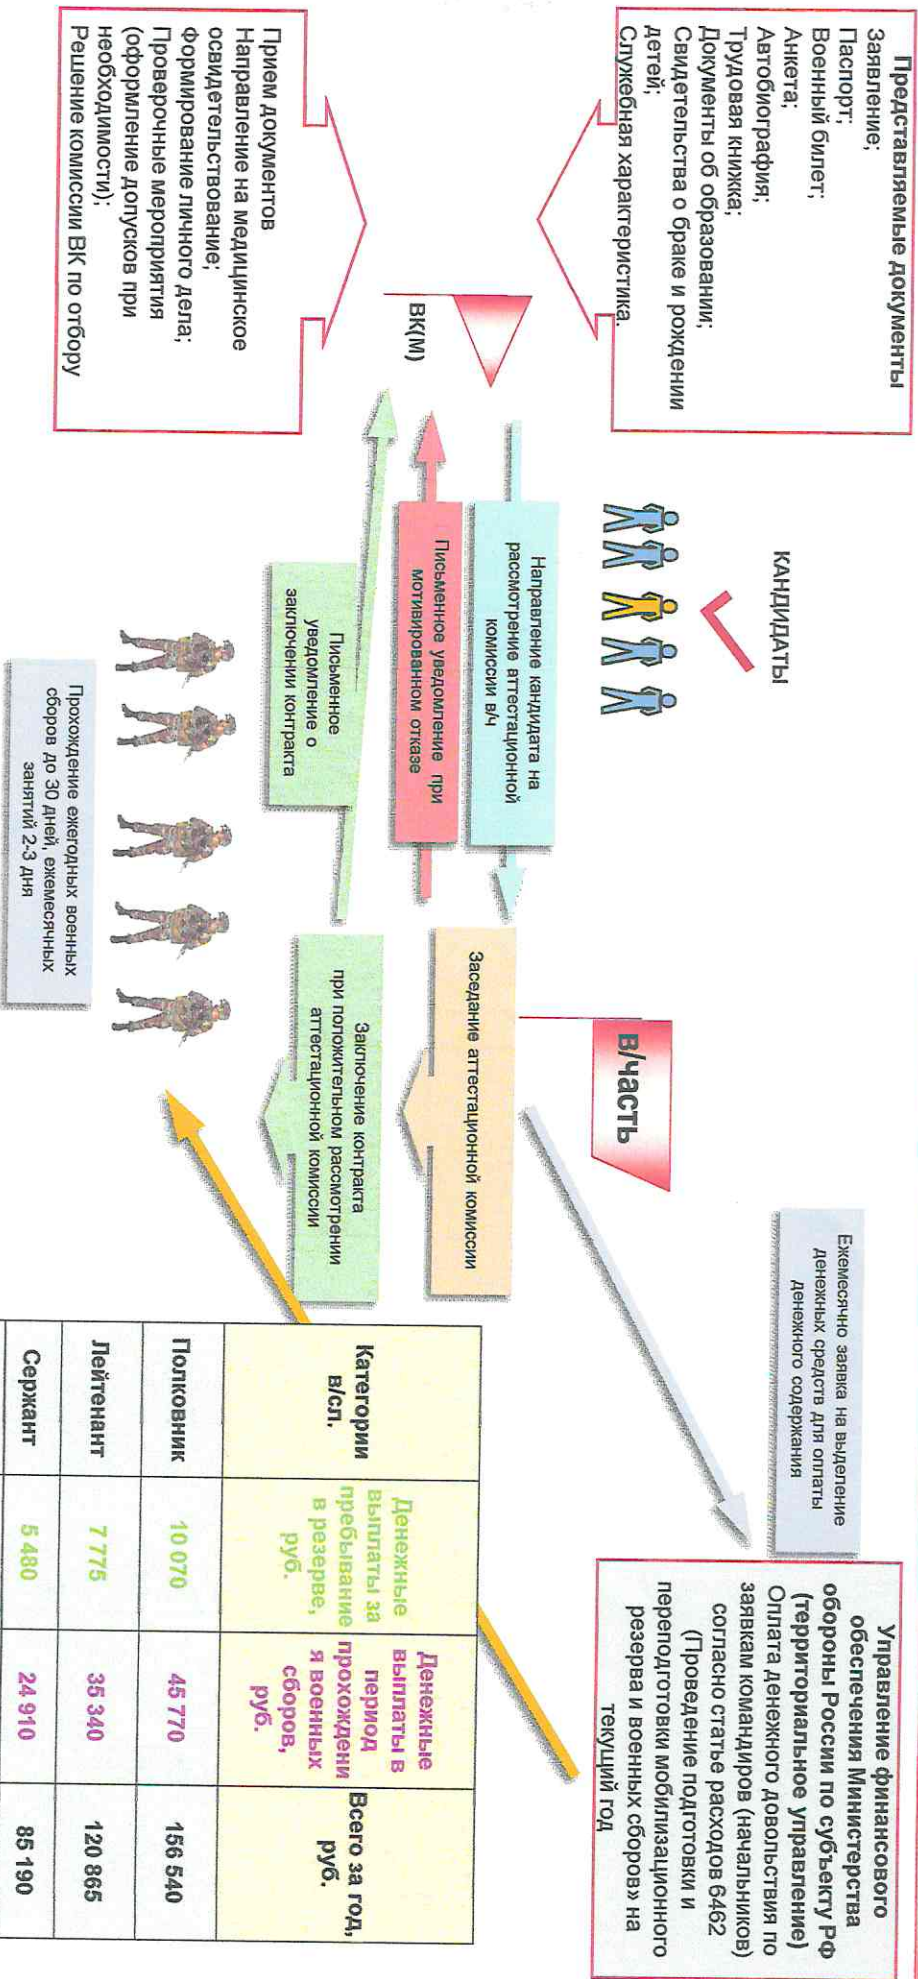 Представляемые документы
Заявление;
Паспорт;
Военный билет;
Анкета;
Автобиография;
Трудовая книжка;
Документы об образовании;
Свидетельства о браке и рождении
детей;
Служебная характеристика.
Прием документов
Направление на медицинское
освидетельствование;
Формирование личного дела;
Проверочные мероприятия
(оформление допусков при
необходимости);
Решение комиссии ВК по отбору
ВК(М)
КАНДИДАТЫ
Направление кандидата на
рассмотрение аттестационной
комиссии в/ч
Письменное уведомление при
мотивированном отказе
Письменное
уведомление о
заключении контракта
Прохождение ежегодных военных
сборов до 30 дней, ежемесячных
занятий 2-3 дня
в/часть
Заседание аттестационной комиссии
Заключение контракта
при положительном рассмотрении
аттестационной комиссии
Ежемесячно заявка на выделение
денежных средств для оплаты
денежного содержания
Управление финансового
обеспечения Министерства
обороны России по субъекту РФ
(территориальное управление)
Оплата денежного довольствия по
заявкам командиров (начальников)
согласно статье расходов 6462
(Проведение подготовки и
переподготовки мобилизационного
резерва и военных сборов» на
текущий год
Категории
в/сл.
Денежные
выплаты за
пребывание
в резерве,
руб.
Денежные
выплаты в
период
прохождени
я военных
сборов,
руб.
Всего за год,
руб.
Полковник 10 070 45 770 156 540
Лейтенант 7 775 35 340 120 865
Сержант 5 480 24 910 85 190